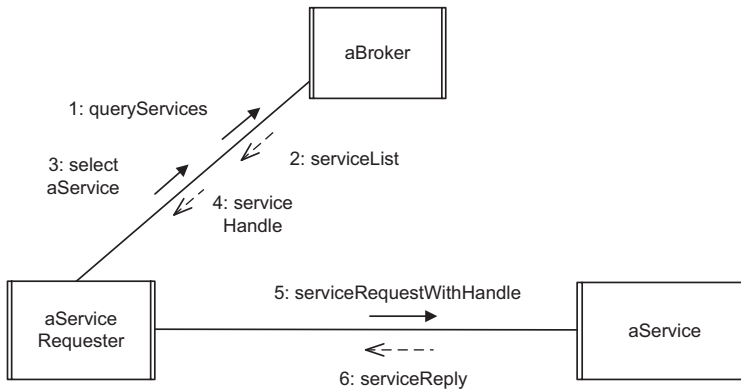 aBroker
1: queryServices
3: select
aService
2: serviceList
4: service
Handle
5: serviceRequestWithHandle
aService
Requester
aService
6: serviceReply